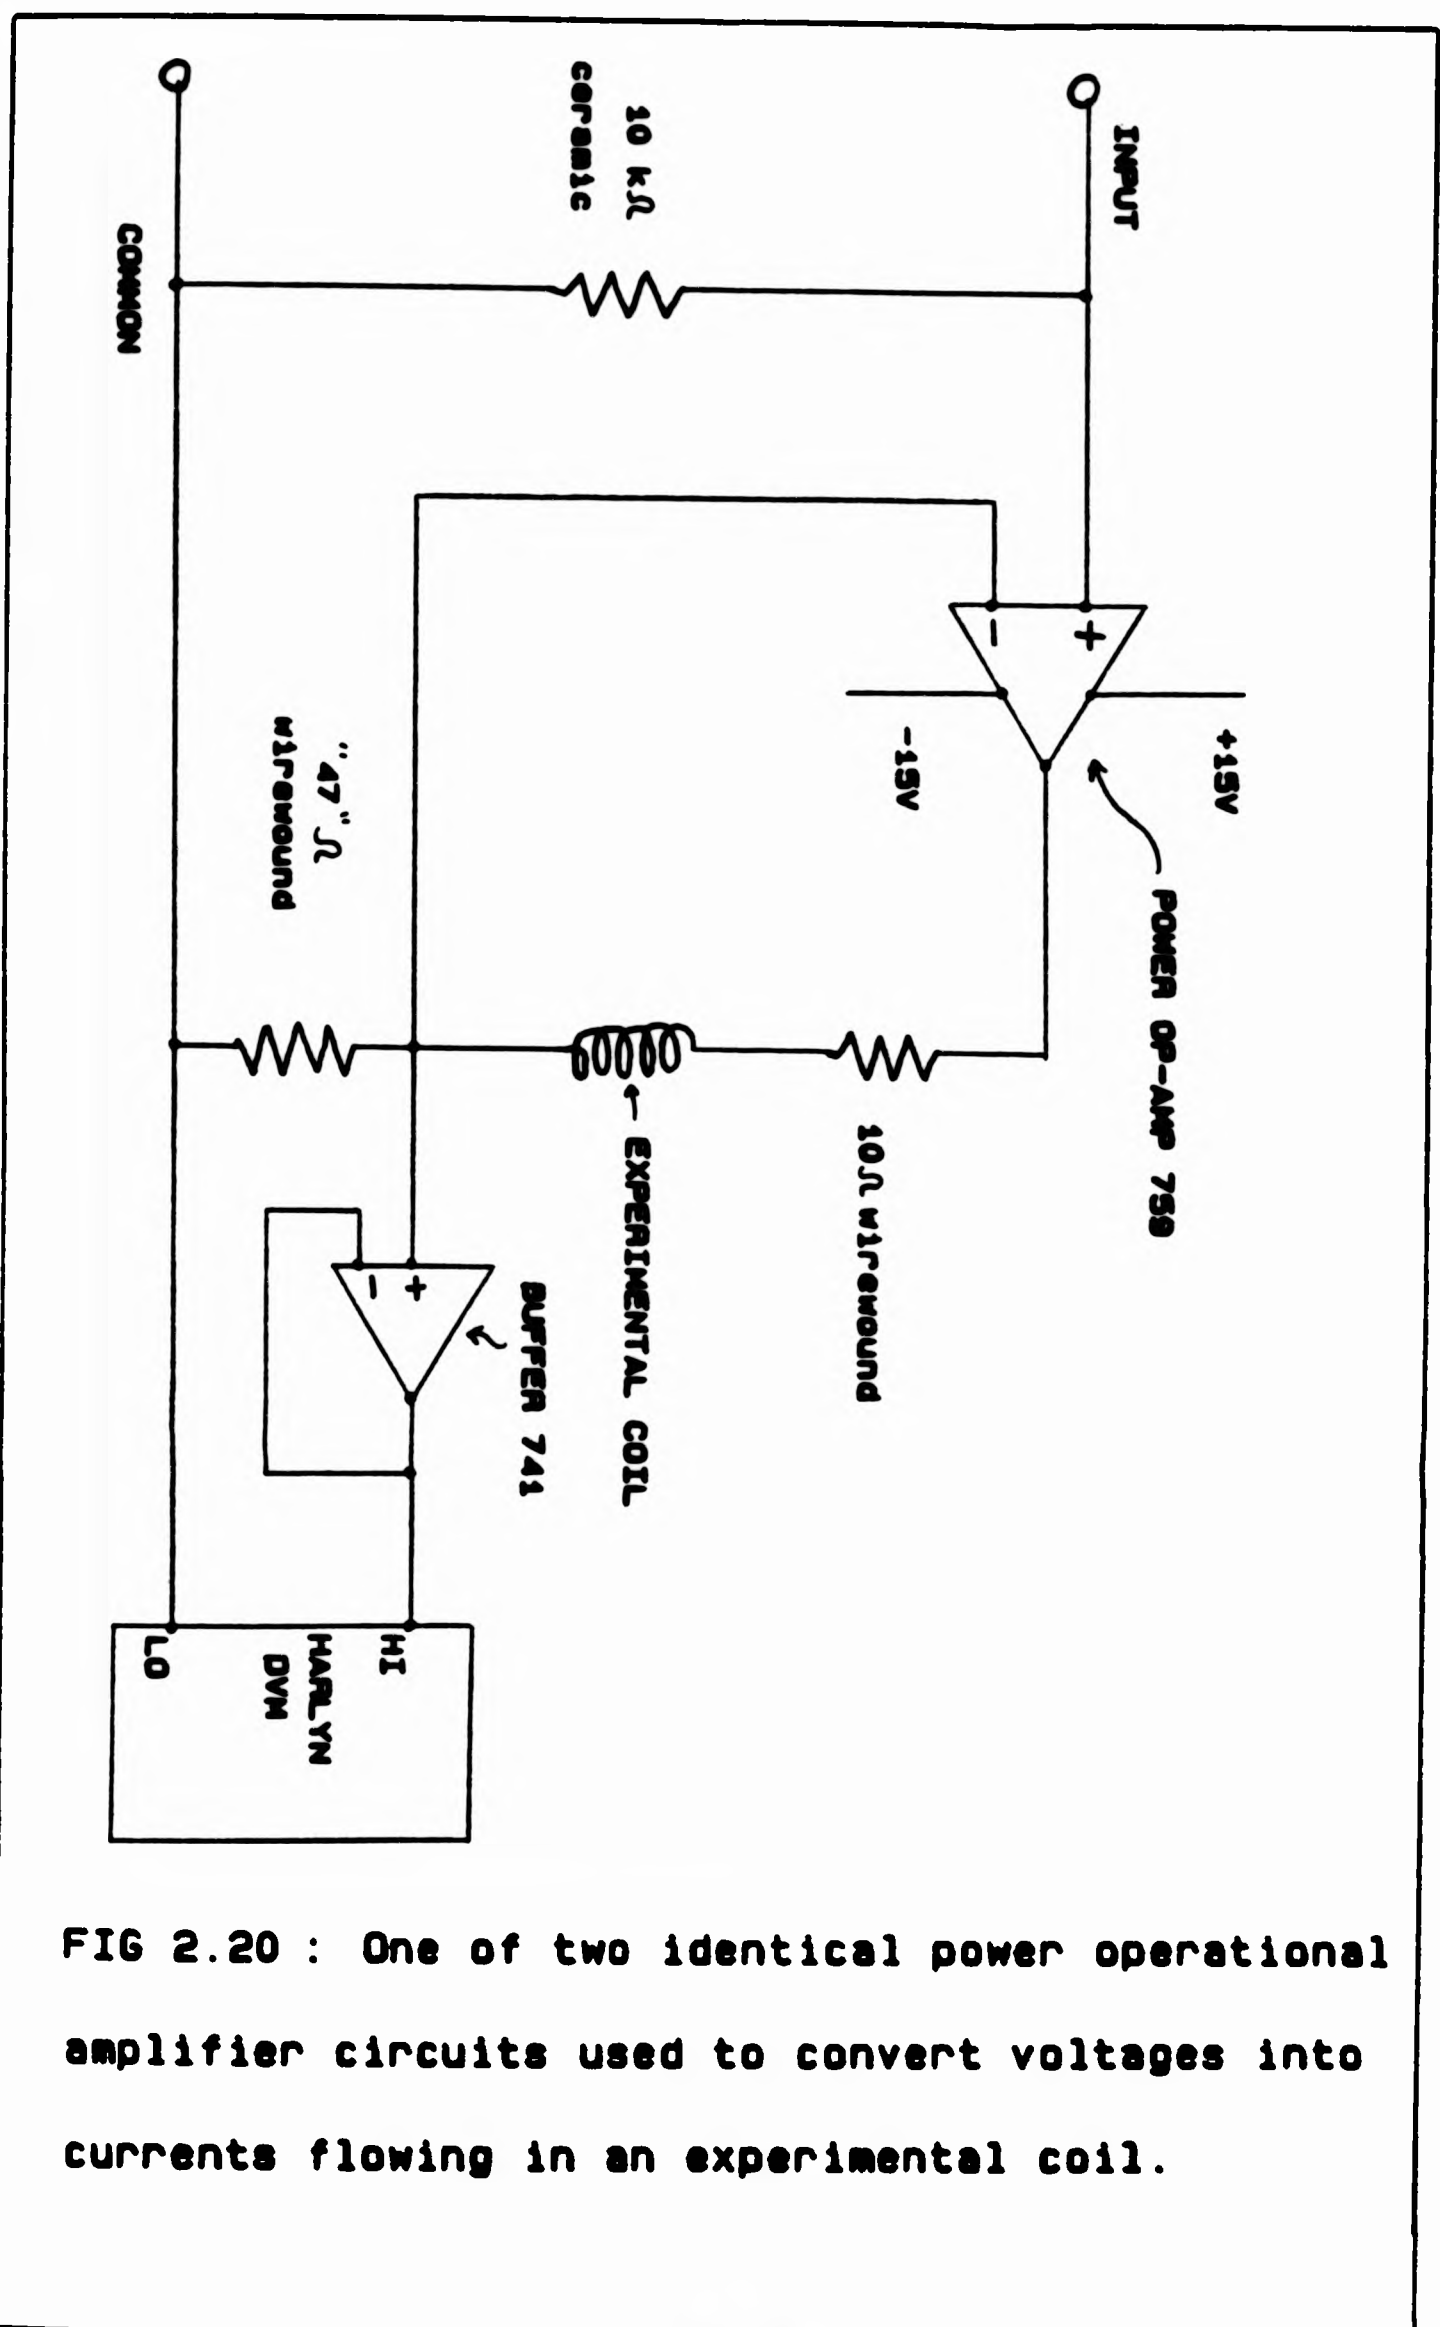 INPUT
10 kΩ
ceramic
COMMON
+
-
+15V
-15V
POWER OP-AMP 759
10Ω wirewound
EXPERIMENTAL COIL
"47"Ω
wirewound
BUFFER 741
+
-
HI
HARLYN
DVM
LO
FIG 2.20 : One of two identical power operational
amplifier circuits used to convert voltages into
currents flowing in an experimental coil.